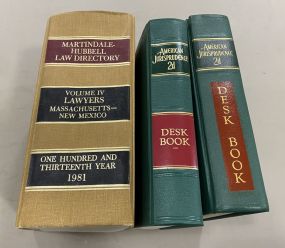 MARTINDALE-
HUBBELL
LAW DIRECTORY
VOLUME IV
LAWYERS
MASSACHUSETTS—
NEW MEXICO
ONE HUNDRED AND
THIRTEENTH YEAR
1981
AMERICAN
JURISPRUDENCE
2d
DESK
BOOK
AMERICAN
JURISPRUDENCE
2d
DESK BOOK